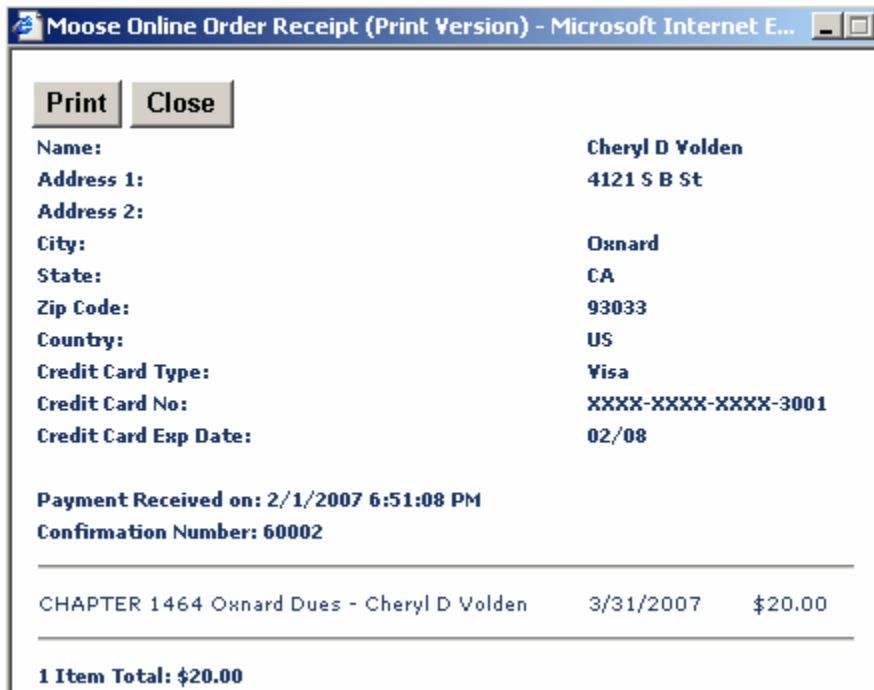 Moose Online Order Receipt (Print Version) - Microsoft Internet E...
Print Close
Name: Cheryl D Volden
Address 1: 4121 S B St
Address 2:
City: Oxnard
State: CA
Zip Code: 93033
Country: US
Credit Card Type: Visa
Credit Card No: XXXX-XXXX-XXXX-3001
Credit Card Exp Date: 02/08
Payment Received on: 2/1/2007 6:51:08 PM
Confirmation Number: 60002
CHAPTER 1464 Oxnard Dues - Cheryl D Volden 3/31/2007 $20.00
1 Item Total: $20.00